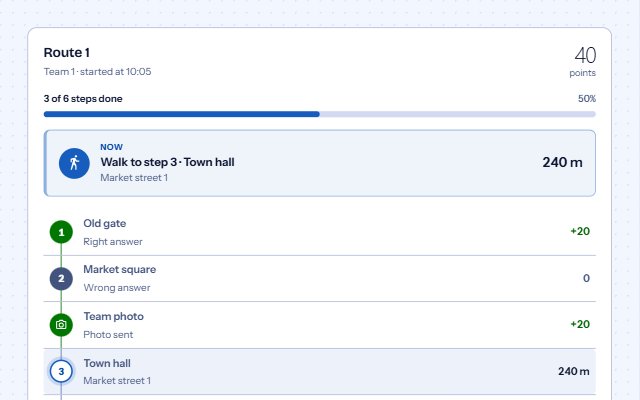 Route 1
40
Team 1 · started at 10:05
points
3 of 6 steps done
50%
NOW
Walk to step 3 · Town hall
240 m
Market street 1
1
Old gate
+20
Right answer
2
Market square
0
Wrong answer
Team photo
+20
Photo sent
3
Town hall
240 m
Market street 1